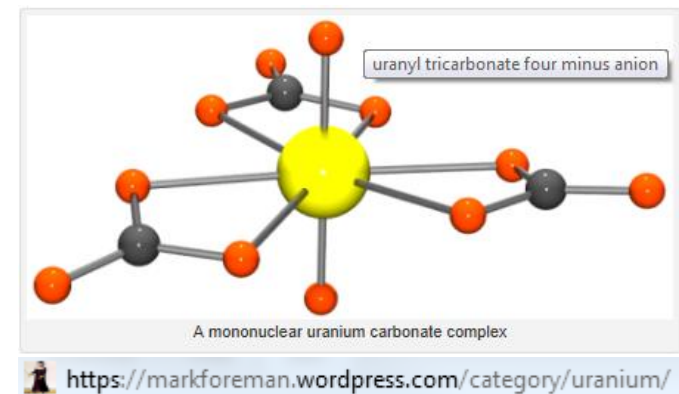 uranyl tricarbonate four minus anion
A mononuclear uranium carbonate complex
https://markforeman.wordpress.com/category/uranium/